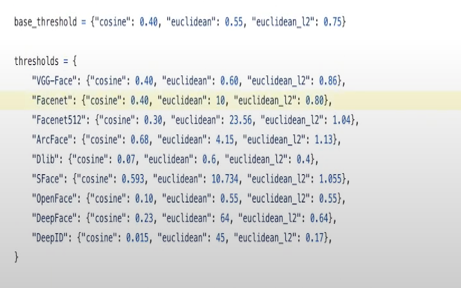 base_threshold = {"cosine": 0.40, "euclidean": 0.55, "euclidean_l2": 0.75}
thresholds = {
"VGG-Face": {"cosine": 0.40, "euclidean": 0.60, "euclidean_l2": 0.86},
"Facenet": {"cosine": 0.40, "euclidean": 10, "euclidean_l2": 0.80},
"Facenet512": {"cosine": 0.30, "euclidean": 23.56, "euclidean_l2": 1.04},
"ArcFace": {"cosine": 0.68, "euclidean": 4.15, "euclidean_l2": 1.13},
"Dlib": {"cosine": 0.07, "euclidean": 0.6, "euclidean_l2": 0.4},
"SFace": {"cosine": 0.593, "euclidean": 10.734, "euclidean_l2": 1.055},
"OpenFace": {"cosine": 0.10, "euclidean": 0.55, "euclidean_l2": 0.55},
"DeepFace": {"cosine": 0.23, "euclidean": 64, "euclidean_l2": 0.64},
"DeepID": {"cosine": 0.015, "euclidean": 45, "euclidean_l2": 0.17},
}